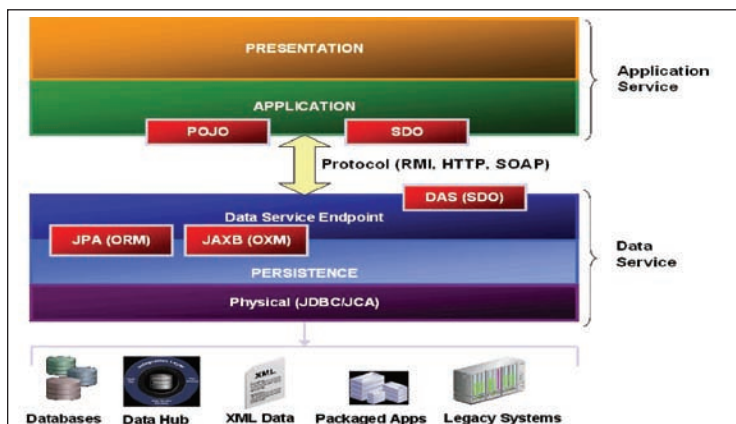 PRESENTATION
Application
Service
APPLICATION
POJO
SDO
Protocol (RMI, HTTP, SOAP)
DAS (SDO)
Data Service Endpoint
JPA (ORM)
JAXB (OXM)
Data
Service
PERSISTENCE
Physical (JDBC/JCA)
XML
Databases
Data Hub
XML Data
Packaged Apps
Legacy Systems